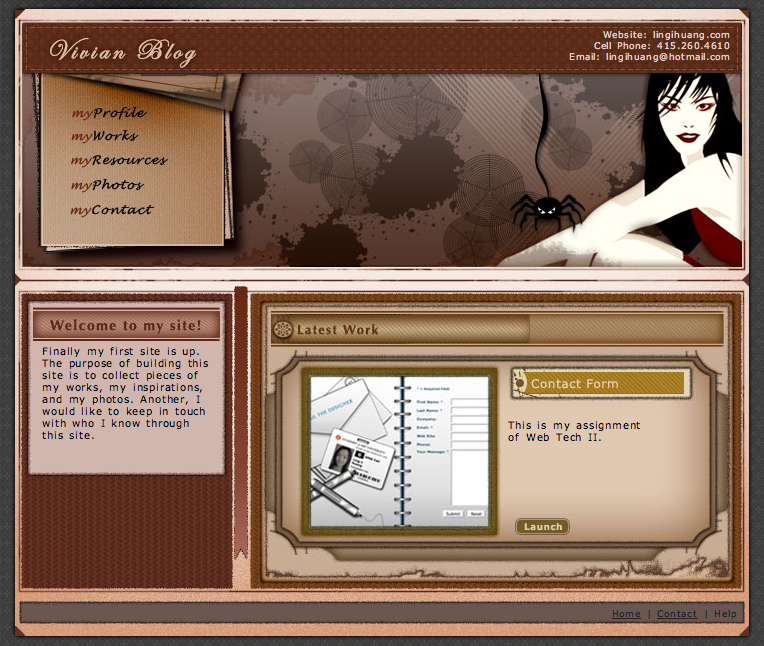 Vivian Blog
Website: lingihuang.com
Cell Phone: 415.260.4610
Email: lingihuang@hotmail.com
myProfile
myWorks
myResources
myPhotos
myContact
Welcome to my site!
Finally my first site is up.
The purpose of building this
site is to collect pieces of
my works, my inspirations,
and my photos. Another, I
would like to keep in touch
with who I know through
this site.
Latest Work
* = Required Field
First Name: *
Last Name: *
Company:
Email: *
Web Site:
Phone:
Your Message: *
Submit
Reset
THE DESIGNER
Contact Form
This is my assignment
of Web Tech II.
Launch
Home | Contact | Help